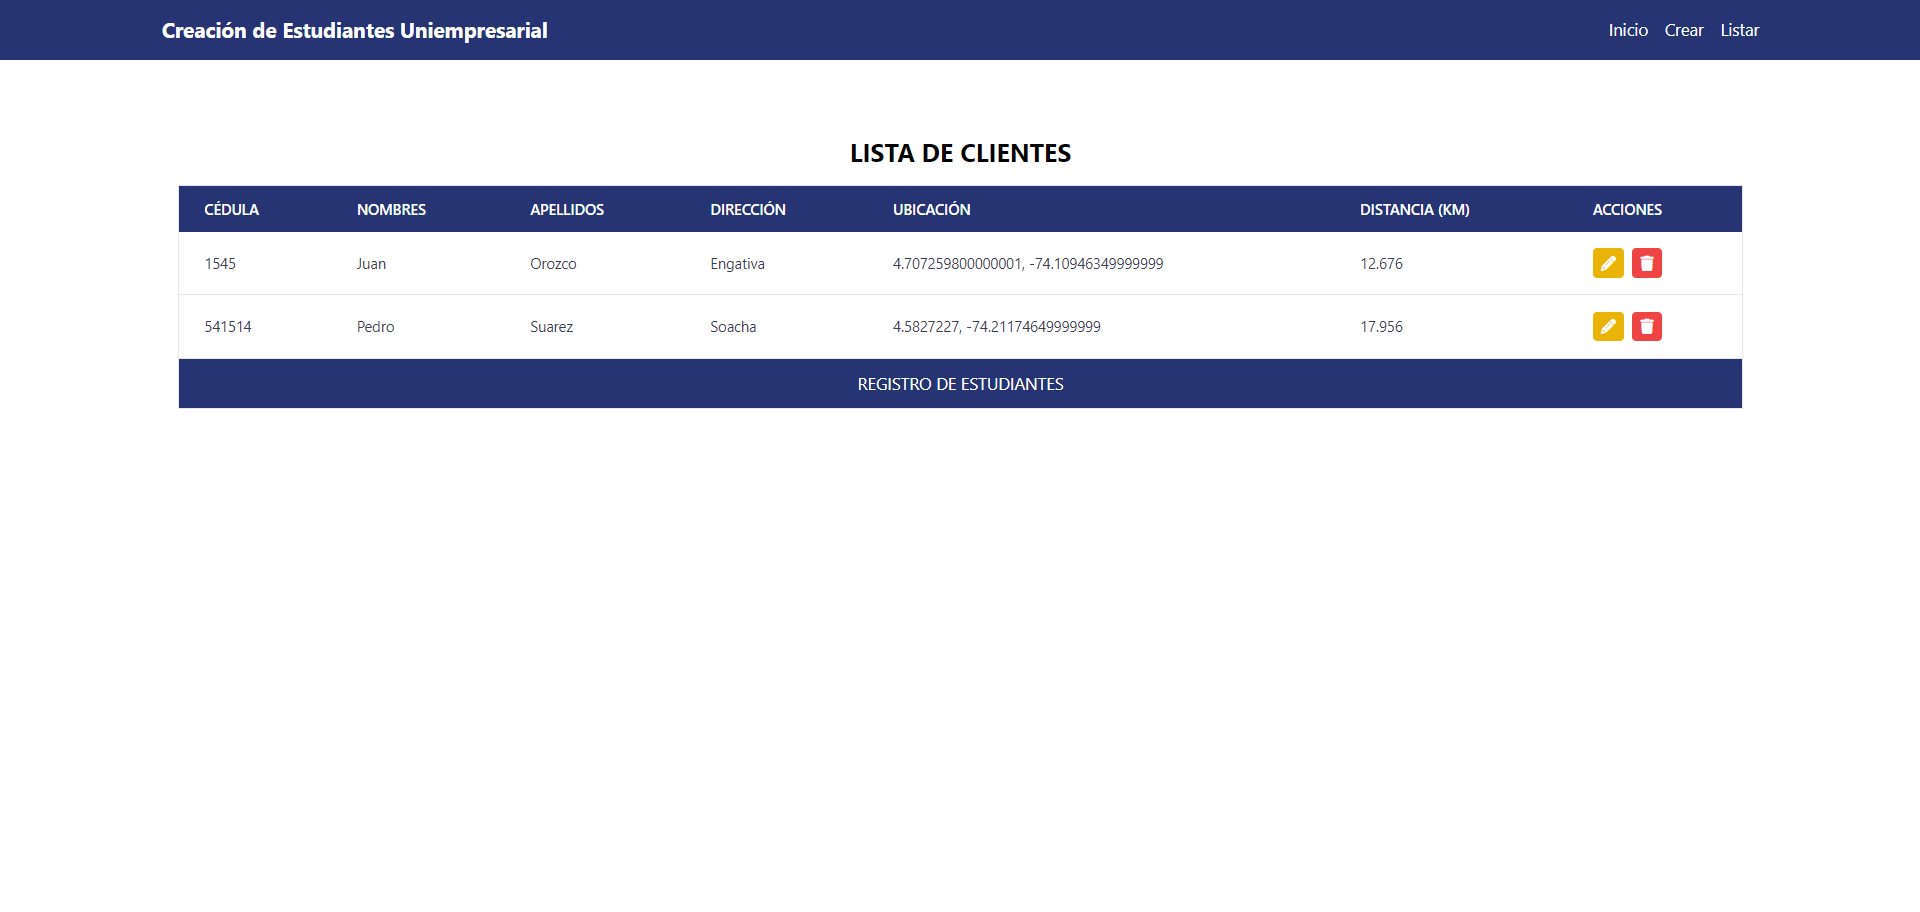 Creación de Estudiantes Uniempresarial Inicio Crear Listar
LISTA DE CLIENTES
CÉDULA NOMBRES APELLIDOS DIRECCIÓN UBICACIÓN DISTANCIA (KM) ACCIONES
1545 Juan Orozco Engativa 4.707259800000001, -74.10946349999999 12.676
541514 Pedro Suarez Soacha 4.5827227, -74.21174649999999 17.956
REGISTRO DE ESTUDIANTES